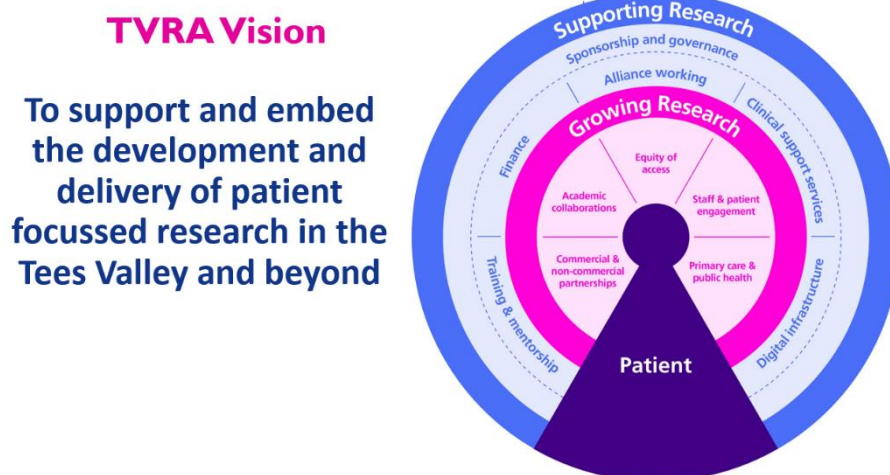 TVRA Vision
To support and embed
the development and
delivery of patient
focussed research in the
Tees Valley and beyond
Supporting Research
Sponsorship and governance
Alliance working
Finance
Clinical support services
Training & mentorship
Digital infrastructure
Growing Research
Equity of
access
Academic
collaborations
Staff & patient
engagement
Commercial &
non-commercial
partnerships
Primary care &
public health
Patient